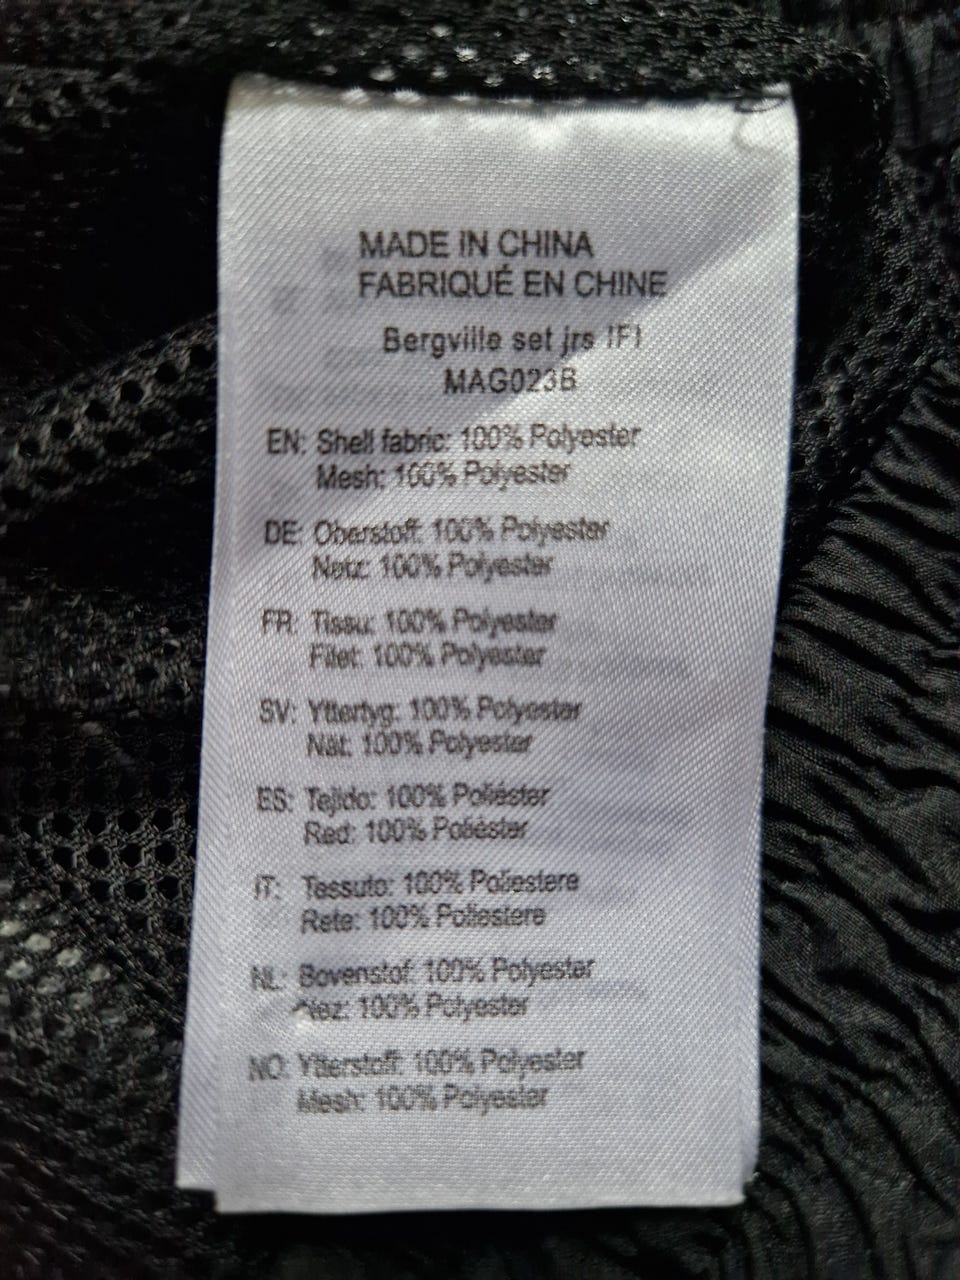 MADE IN CHINA
FABRIQUÉ EN CHINE
Bergville set jrs IFI
MAG023B
EN: Shell fabric: 100% Polyester
Mesh: 100% Polyester
DE: Oberstoff: 100% Polyester
Netz: 100% Polyester
FR: Tissu: 100% Polyester
Filet: 100% Polyester
SV: Yttertyg: 100% Polyester
Nät: 100% Polyester
ES: Tejido: 100% Poliéster
Red: 100% Poliéster
IT: Tessuto: 100% Poliestere
Rete: 100% Poliestere
NL: Bovenstof: 100% Polyester
100% Polyester
NO: Ytterstoff: 100% Polyester
Mesh: 100% Polyester